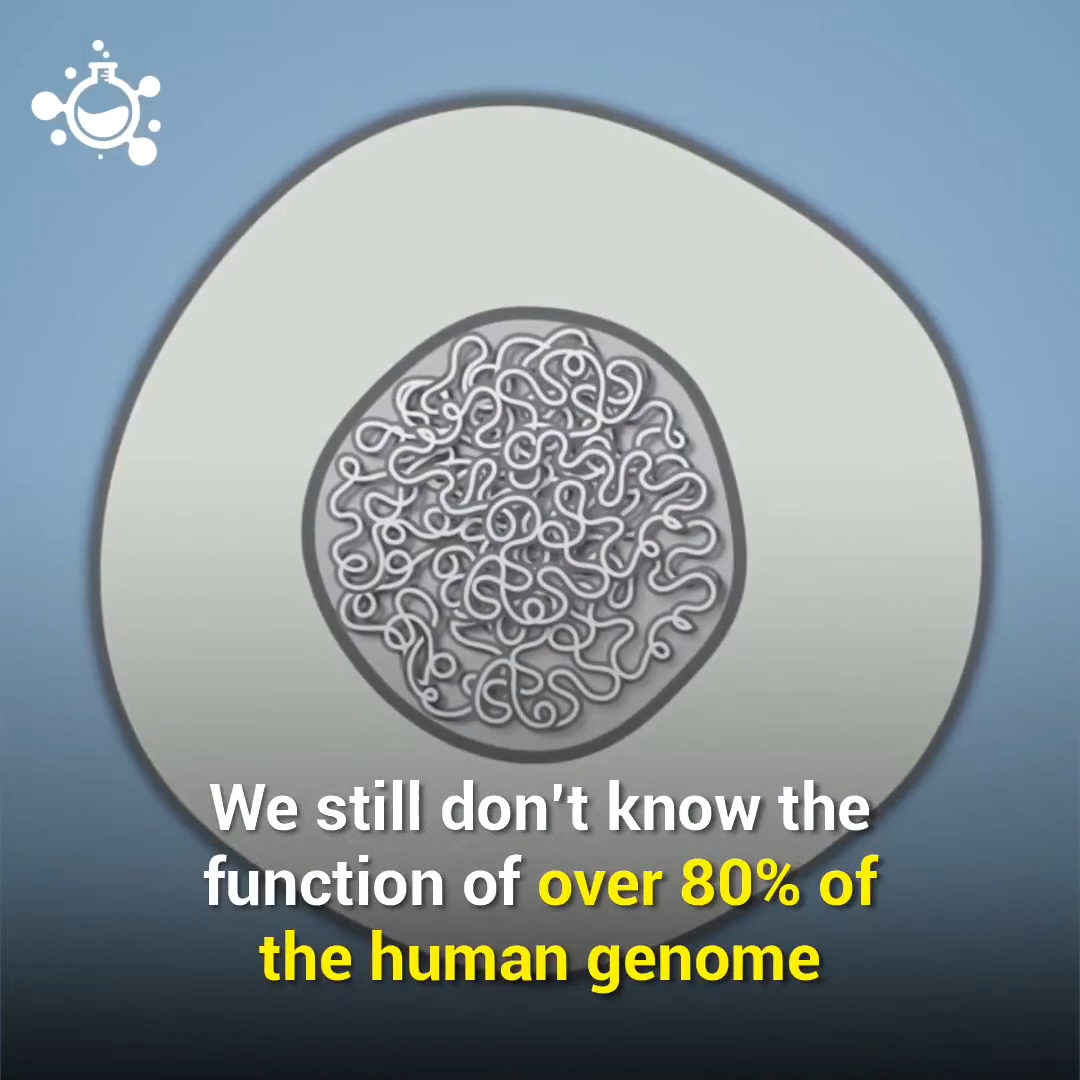 We still don't know the
function of over 80% of
the human genome